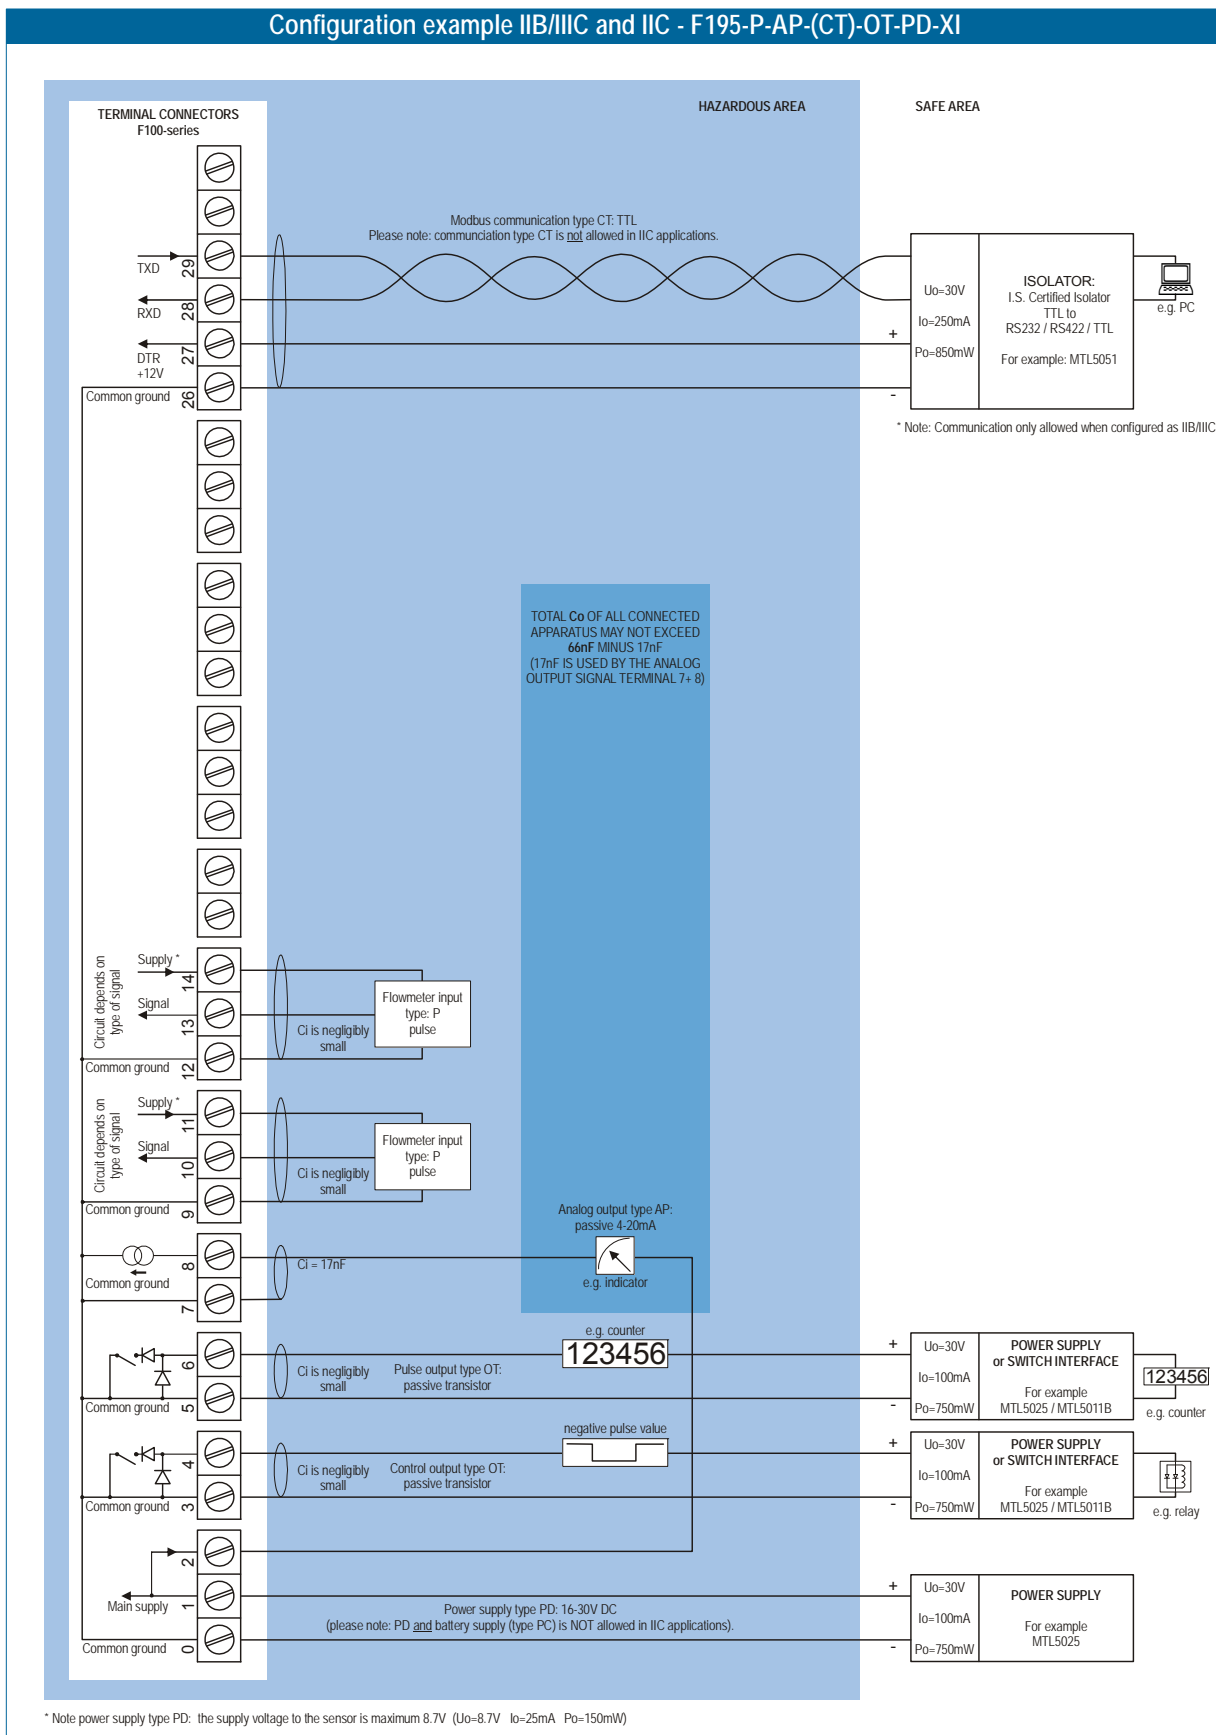 Configuration example IIB/IIIC and IIC - F195-P-AP-(CT)-OT-PD-XI
TERMINAL CONNECTORS
F100-series
HAZARDOUS AREA
SAFE AREA
Modbus communication type CT: TTL
Please note: communciation type CT is not allowed in IIC applications.
TXD
29
RXD
28
DTR
+12V
27
Common ground
26
Uo=30V
Io=250mA
Po=850mW
+
-
ISOLATOR:
I.S. Certified Isolator
TTL to
RS232 / RS422 / TTL
For example: MTL5051
e.g. PC
* Note: Communication only allowed when configured as IIB/IIIC
TOTAL Co OF ALL CONNECTED
APPARATUS MAY NOT EXCEED
66nF MINUS 17nF
(17nF IS USED BY THE ANALOG
OUTPUT SIGNAL TERMINAL 7+ 8)
Circuit depends on
type of signal
Supply *
14
Signal
13
Common ground
12
Ci is negligibly
small
Flowmeter input
type: P
pulse
Circuit depends on
type of signal
Supply *
11
Signal
10
Common ground
9
Ci is negligibly
small
Flowmeter input
type: P
pulse
Analog output type AP:
passive 4-20mA
e.g. indicator
8
Common ground
7
Ci = 17nF
6
Common ground
5
Ci is negligibly
small
Pulse output type OT:
passive transistor
e.g. counter
123456
+
-
Uo=30V
Io=100mA
Po=750mW
POWER SUPPLY
or SWITCH INTERFACE
For example
MTL5025 / MTL5011B
123456
e.g. counter
4
Common ground
3
Ci is negligibly
small
Control output type OT:
passive transistor
negative pulse value
+
-
Uo=30V
Io=100mA
Po=750mW
POWER SUPPLY
or SWITCH INTERFACE
For example
MTL5025 / MTL5011B
e.g. relay
2
Main supply
1
Common ground
0
Power supply type PD: 16-30V DC
(please note: PD and battery supply (type PC) is NOT allowed in IIC applications).
+
-
Uo=30V
Io=100mA
Po=750mW
POWER SUPPLY
For example
MTL5025
* Note power supply type PD: the supply voltage to the sensor is maximum 8.7V (Uo=8.7V Io=25mA Po=150mW)